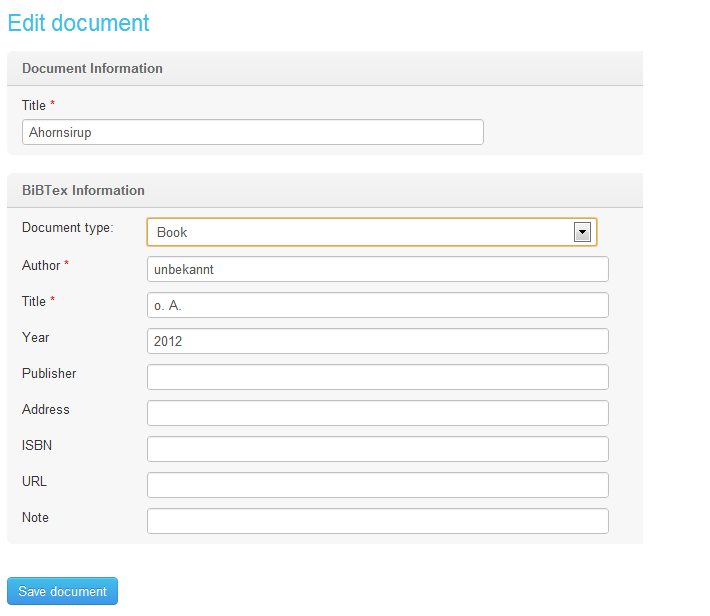 Edit document
Document Information
Title *
Ahornsirup
BiBTex Information
Document type: Book
Author * unbekannt
Title * o. A.
Year 2012
Publisher
Address
ISBN
URL
Note
Save document